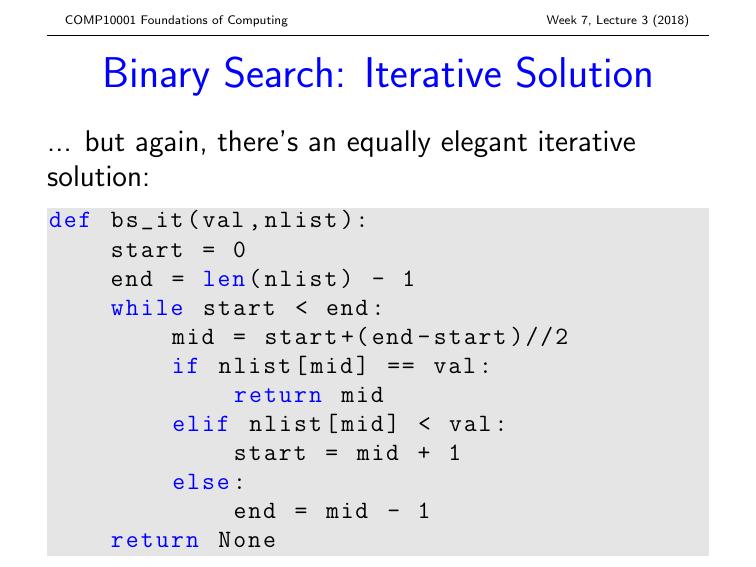 COMP10001 Foundations of Computing
Week 7, Lecture 3 (2018)
Binary Search: Iterative Solution
... but again, there's an equally elegant iterative
solution:
def bs_it(val,nlist):
    start = 0
    end = len(nlist) - 1
    while start < end:
        mid = start+(end-start)//2
        if nlist[mid] == val:
            return mid
        elif nlist[mid] < val:
            start = mid + 1
        else:
            end = mid - 1
    return None